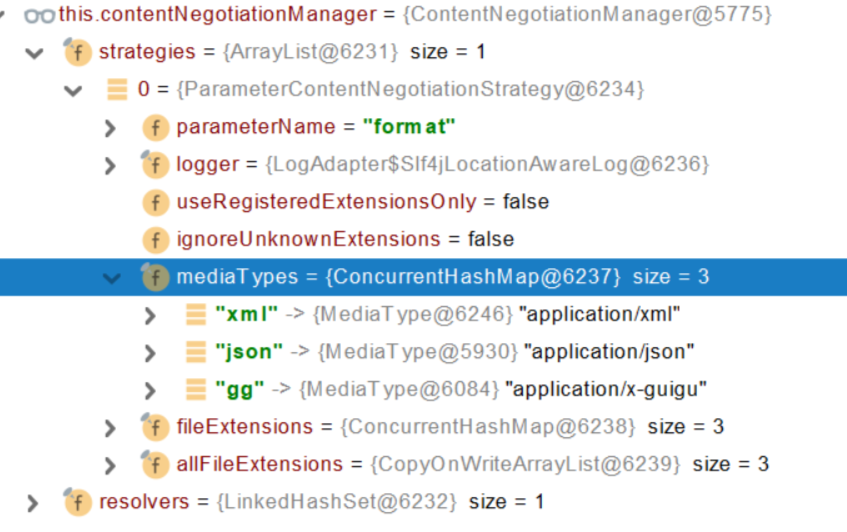 this.contentNegotiationManager = {ContentNegotiationManager@5775}
f strategies = {ArrayList@6231} size = 1
0 = {ParameterContentNegotiationStrategy@6234}
f parameterName = "format"
f logger = {LogAdapter$Slf4jLocationAwareLog@6236}
f useRegisteredExtensionsOnly = false
f ignoreUnknownExtensions = false
f mediaTypes = {ConcurrentHashMap@6237} size = 3
"xml" -> {MediaType@6246} "application/xml"
"json" -> {MediaType@5930} "application/json"
"gg" -> {MediaType@6084} "application/x-guigu"
f fileExtensions = {ConcurrentHashMap@6238} size = 3
f allFileExtensions = {CopyOnWriteArrayList@6239} size = 3
f resolvers = {LinkedHashSet@6232} size = 1